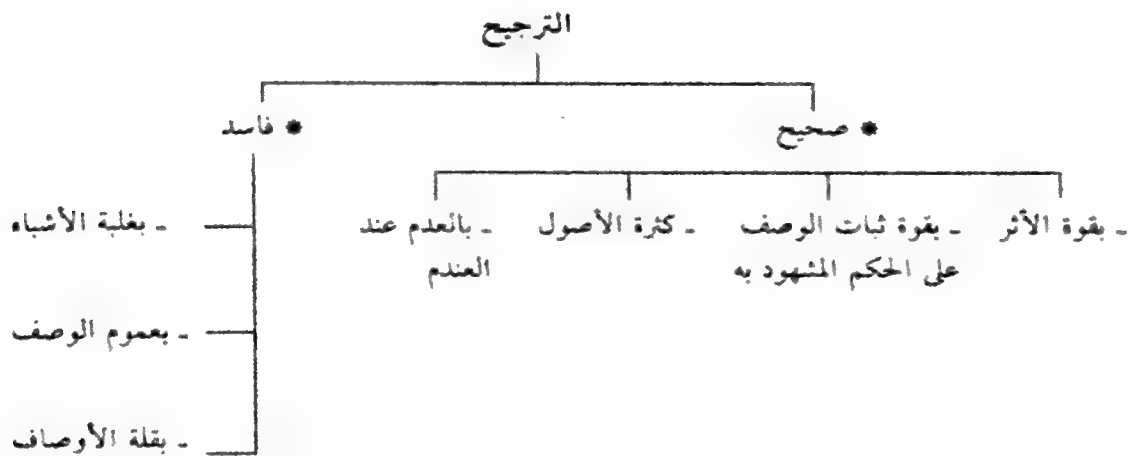 الترجيح
* صحيح
* فاسد
ـ بقوة الأثر
ـ بقوة ثبات الوصف
على الحكم المشهود به
ـ كثرة الأصول
ـ بالعدم عند
العدم
ـ بغلبة الأشباه
ـ بعموم الوصف
ـ بقلة الأوصاف